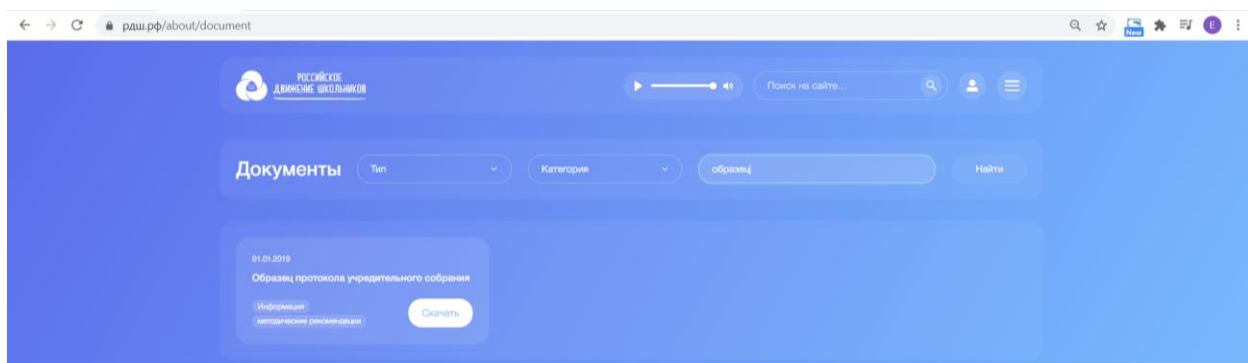 рдш.рф/about/document
New
E
РОССИЙСКОЕ
ДВИЖЕНИЕ ШКОЛЬНИКОВ
Поиск на сайте...
Документы
Тип
Категория
образец
Найти
01.01.2019
Образец протокола учредительного собрания
Информация
методические рекомендации
Скачать